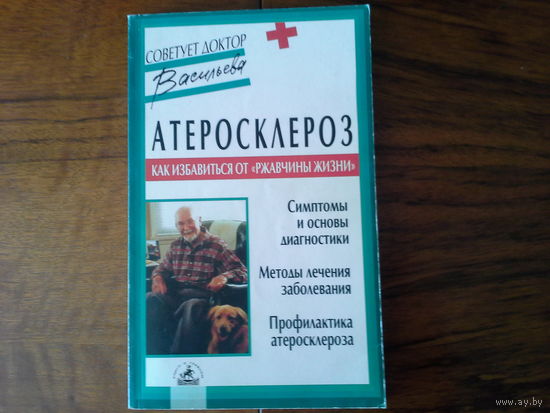 СОВЕТУЕТ ДОКТОР
Васильева
АТЕРОСКЛЕРОЗ
КАК ИЗБАВИТЬСЯ ОТ «РЖАВЧИНЫ ЖИЗНИ»
Симптомы
и основы
диагностики
Методы лечения
заболевания
Профилактика
атеросклероза
www.ay.by